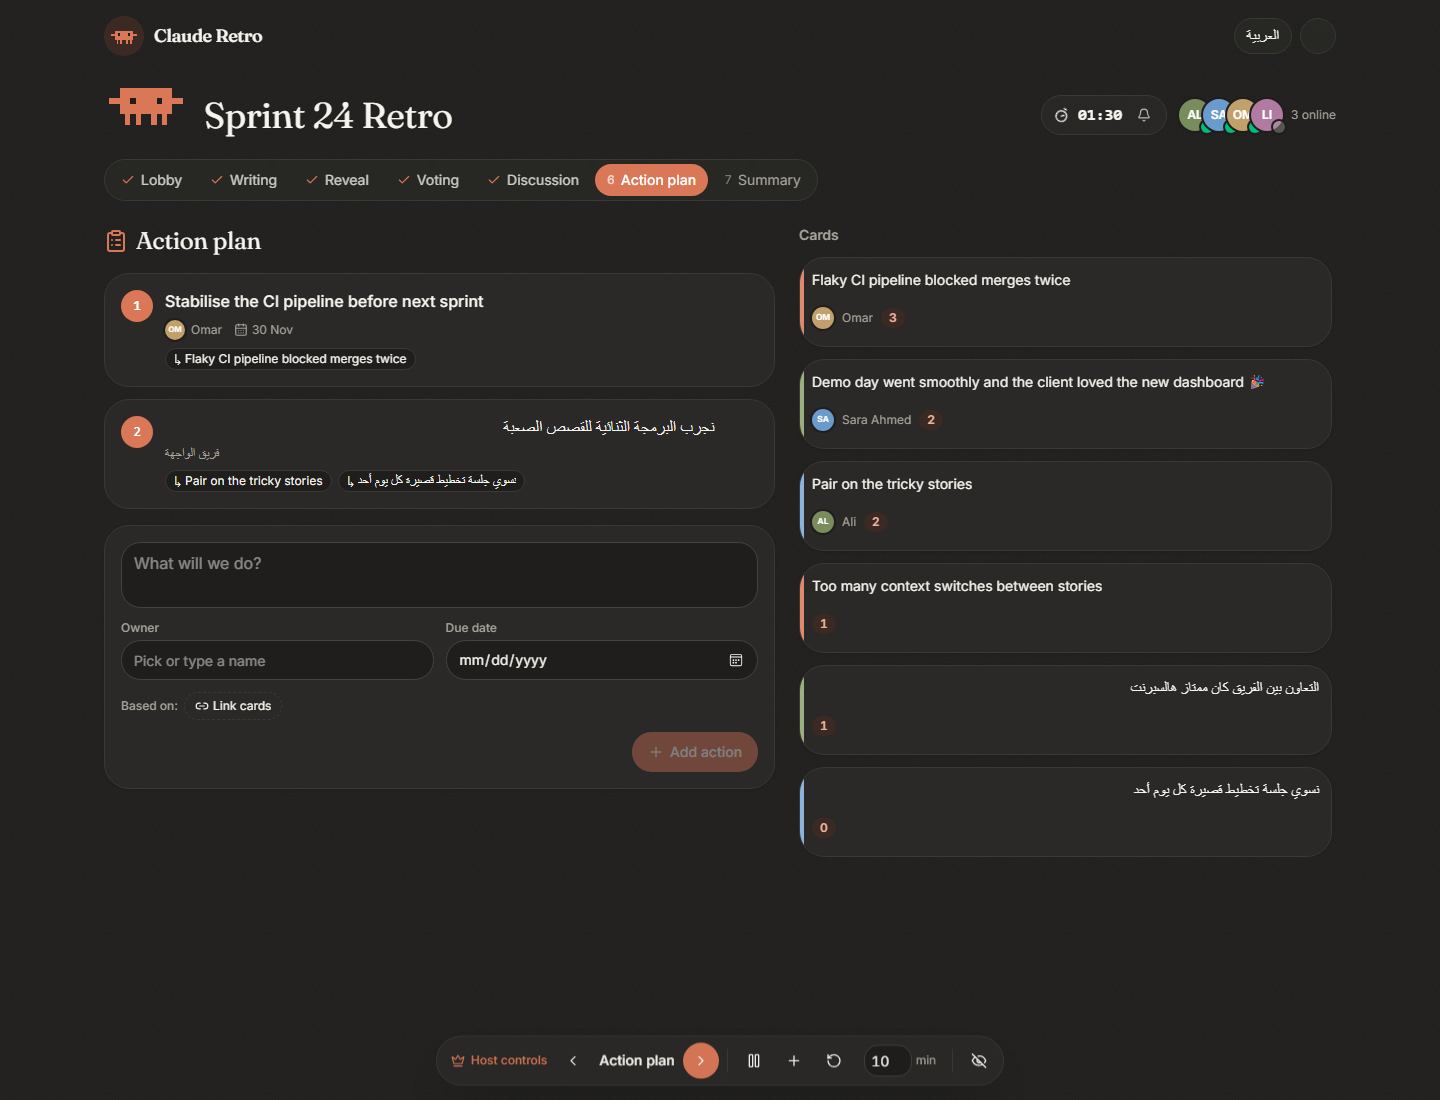 Claude Retro
العربية
Sprint 24 Retro
01:30
AL SA OM LI 3 online
Lobby Writing Reveal Voting Discussion 6 Action plan 7 Summary
Action plan
1 Stabilise the CI pipeline before next sprint
OM Omar 30 Nov
Flaky CI pipeline blocked merges twice
2 نجرب البرمجة الثنائية للقصص الصعبة
فريق الواجهة
Pair on the tricky stories نسوي جلسة تخطيط قصيرة كل يوم أحد
What will we do?
Owner Due date
Pick or type a name mm/dd/yyyy
Based on: Link cards
Add action
Cards
Flaky CI pipeline blocked merges twice
OM Omar 3
Demo day went smoothly and the client loved the new dashboard 🎉
SA Sara Ahmed 2
Pair on the tricky stories
AL Ali 2
Too many context switches between stories
1
التعاون بين الفريق كان ممتاز هالسبرنت
1
نسوي جلسة تخطيط قصيرة كل يوم أحد
0
Host controls Action plan 10 min